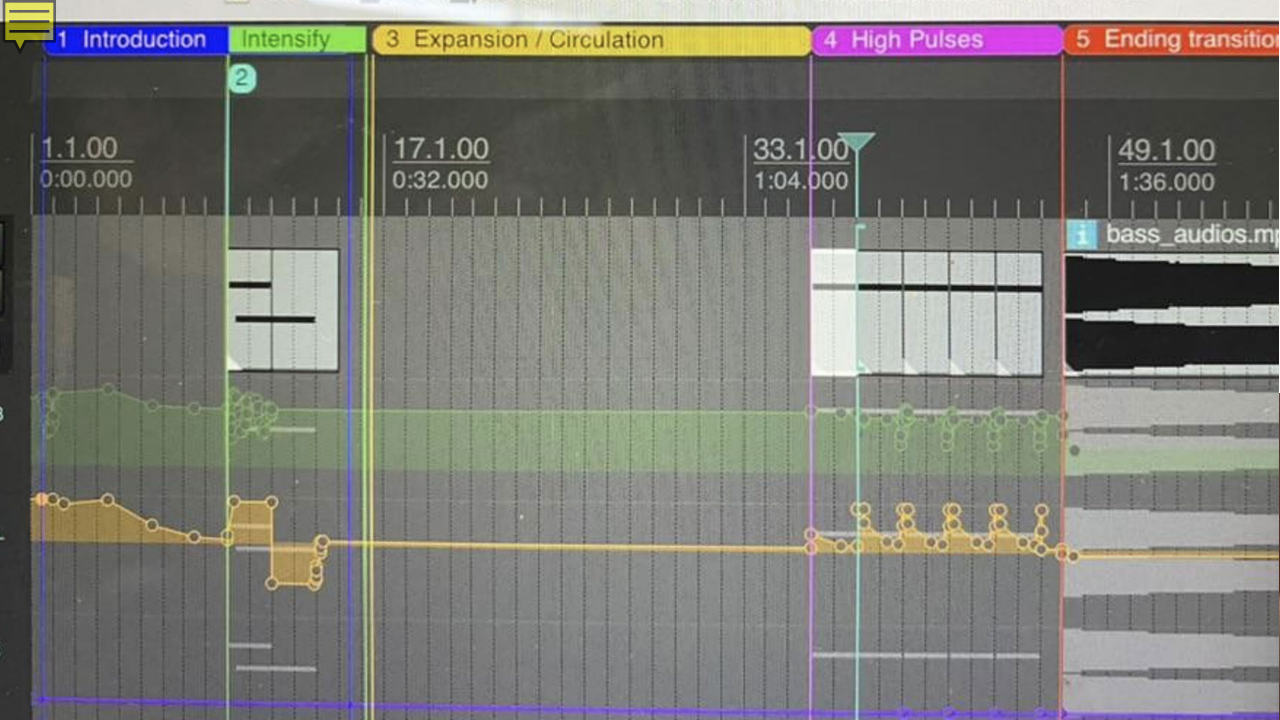 1 Introduction
Intensify
3 Expansion / Circulation
4 High Pulses
5 Ending transitio
2
1.1.00
17.1.00
33.1.00
49.1.00
0:00.000
0:32.000
1:04.000
1:36.000
i bass_audios.m